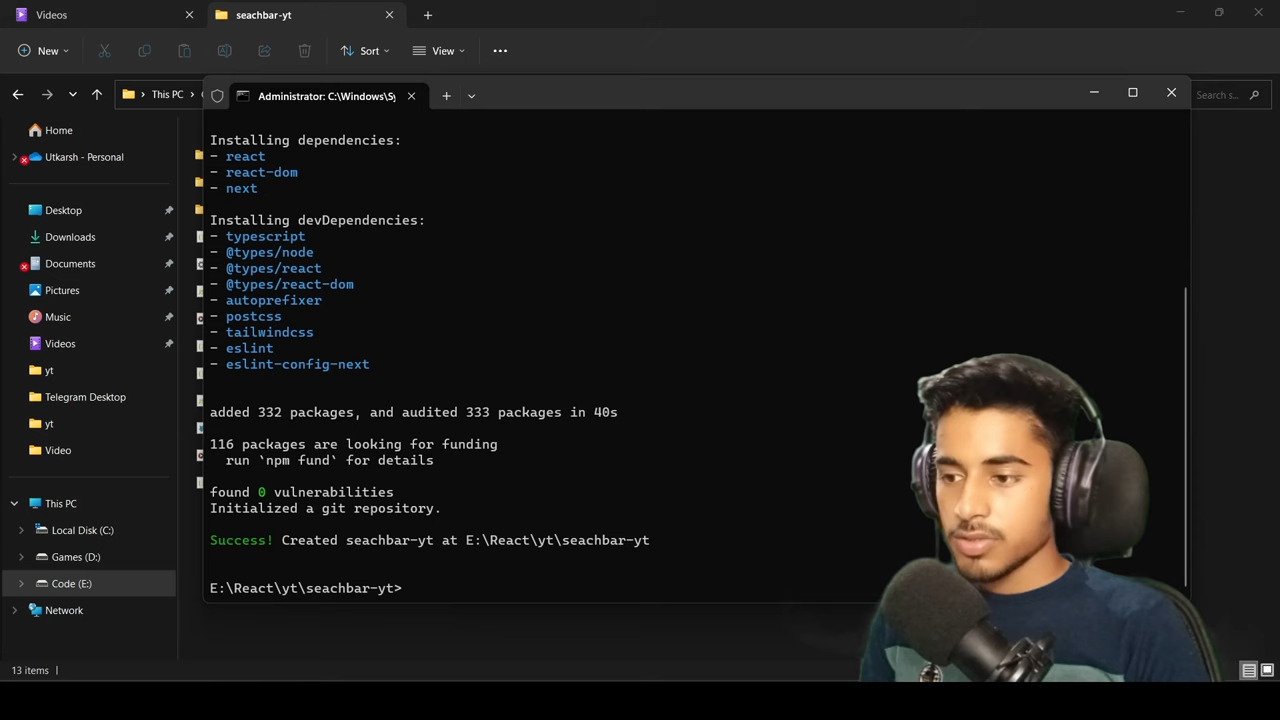 Videos
seachbar-yt
New
Sort
View
This PC
Search s...
Administrator: C:\Windows\Sy
Home
Utkarsh - Personal
Desktop
Downloads
Documents
Pictures
Music
Videos
yt
Telegram Desktop
yt
Video
This PC
Local Disk (C:)
Games (D:)
Code (E:)
Network
13 items
Installing dependencies:
- react
- react-dom
- next
Installing devDependencies:
- typescript
- @types/node
- @types/react
- @types/react-dom
- autoprefixer
- postcss
- tailwindcss
- eslint
- eslint-config-next
added 332 packages, and audited 333 packages in 40s
116 packages are looking for funding
run `npm fund` for details
found 0 vulnerabilities
Initialized a git repository.
Success! Created seachbar-yt at E:\React\yt\seachbar-yt
E:\React\yt\seachbar-yt>